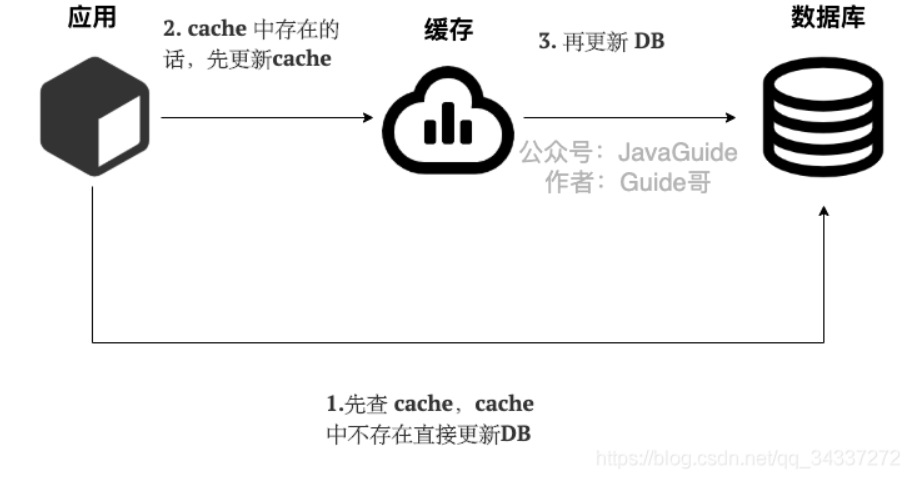 应用
2. cache 中存在的
话，先更新cache
缓存
3. 再更新 DB
数据库
公众号：JavaGuide
作者：Guide哥
1.先查 cache，cache
中不存在直接更新DB
https://blog.csdn.net/qq_34337272